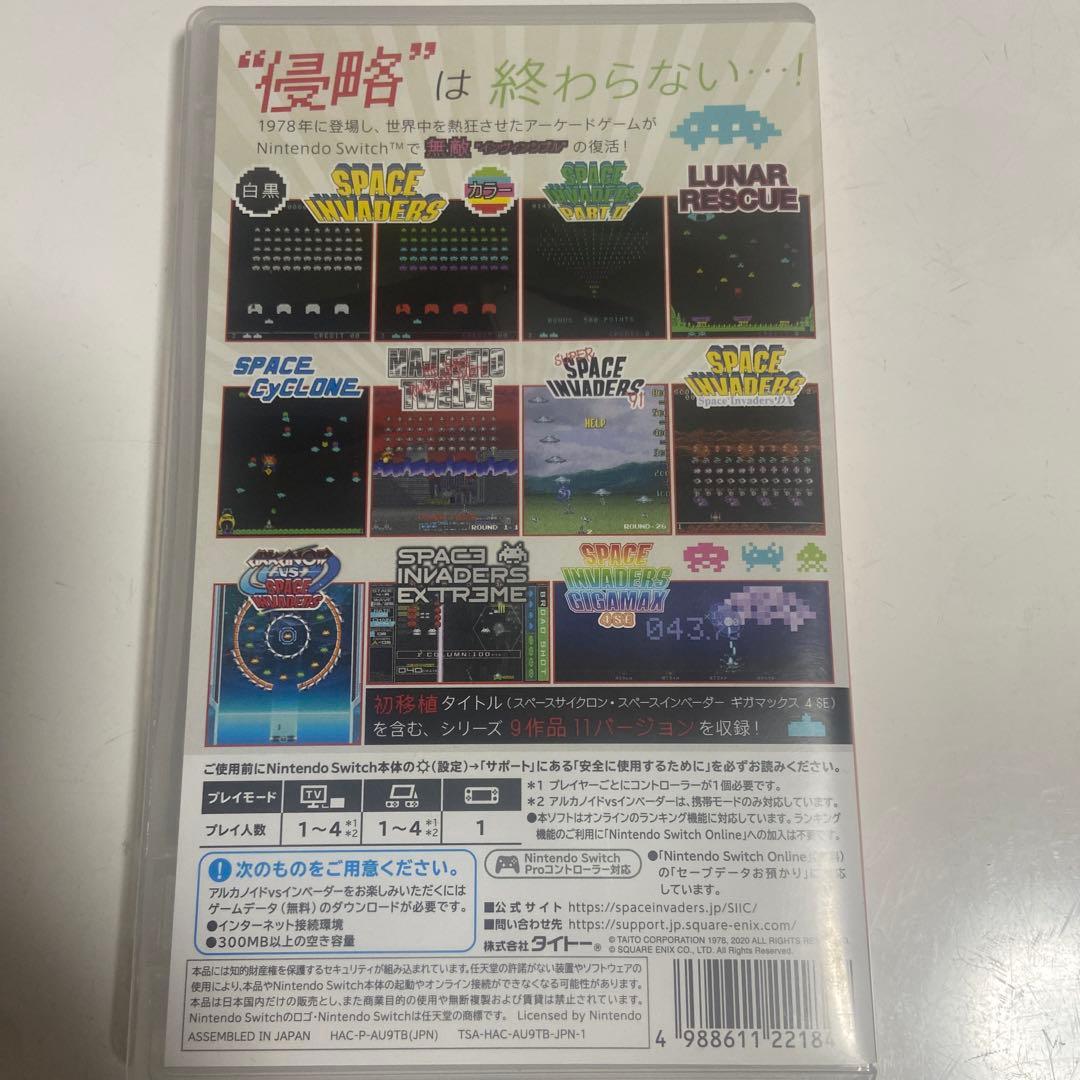 “侵略”は 終わらない…！
1978年に登場し、世界中を熱狂させたアーケードゲームが
Nintendo Switch™で 無敵 “インヴィンシブル” の復活！
白黒
SPACE INVADERS
カラー
SPACE INVADERS PART II
LUNAR RESCUE
CREDIT 00
BONUS 500 POINTS
SPACE CYCLONE
MAJESTIC TWELVE
SUPER SPACE INVADERS '91
SPACE INVADERS
Space Invaders DX
HELP
ROUND 1-1
ROUND-26
ARKANOID VS SPACE INVADERS
SPACE INVADERS EXTREME
SPACE INVADERS GIGAMAX 4SE
COLUMN:100
BROAD SHOT
初移植タイトル（スペースサイクロン・スペースインベーダー ギガマックス 4 SE）
を含む、シリーズ 9作品 11バージョンを収録！
ご使用前にNintendo Switch本体の(設定)→「サポート」にある「安全に使用するために」を必ずお読みください。
プレイモード TV
プレイ人数 1～4 *1 *2 1～4 *1 *2 1
*1 プレイヤーごとにコントローラーが1個必要です。
*2 アルカノイドvsインベーダーは、携帯モードのみ対応しています。
●本ソフトはオンラインのランキング機能に対応しています。ランキング
機能のご利用に「Nintendo Switch Online」への加入は不要です。
! 次のものをご用意ください。
アルカノイドvsインベーダーをお楽しみいただくには
ゲームデータ（無料）のダウンロードが必要です。
●インターネット接続環境
●300MB以上の空き容量
Nintendo Switch
Proコントローラー対応
●「Nintendo Switch Online
の「セーブデータお預かり」に対応
しています。
■公式サイト https://spaceinvaders.jp/SIIC/
■問い合わせ先 https://support.jp.square-enix.com/
株式会社タイトー®
© TAITO CORPORATION 1978, 2020 ALL RIGHTS RESERVED.
© SQUARE ENIX CO., LTD. All Rights Reserved.
本品には知的財産権を保護するセキュリティが組み込まれています。任天堂の許諾がない装置やソフトウェアの
使用により、本品やNintendo Switch本体の起動やオンライン接続ができなくなる可能性があります。
本品は日本国内だけの販売とし、また商業目的の使用や無断複製および賃貸は禁止されています。
Nintendo Switchのロゴ・Nintendo Switchは任天堂の商標です。 Licensed by Nintendo
ASSEMBLED IN JAPAN HAC-P-AU9TB(JPN) TSA-HAC-AU9TB-JPN-1
4 988611 22184